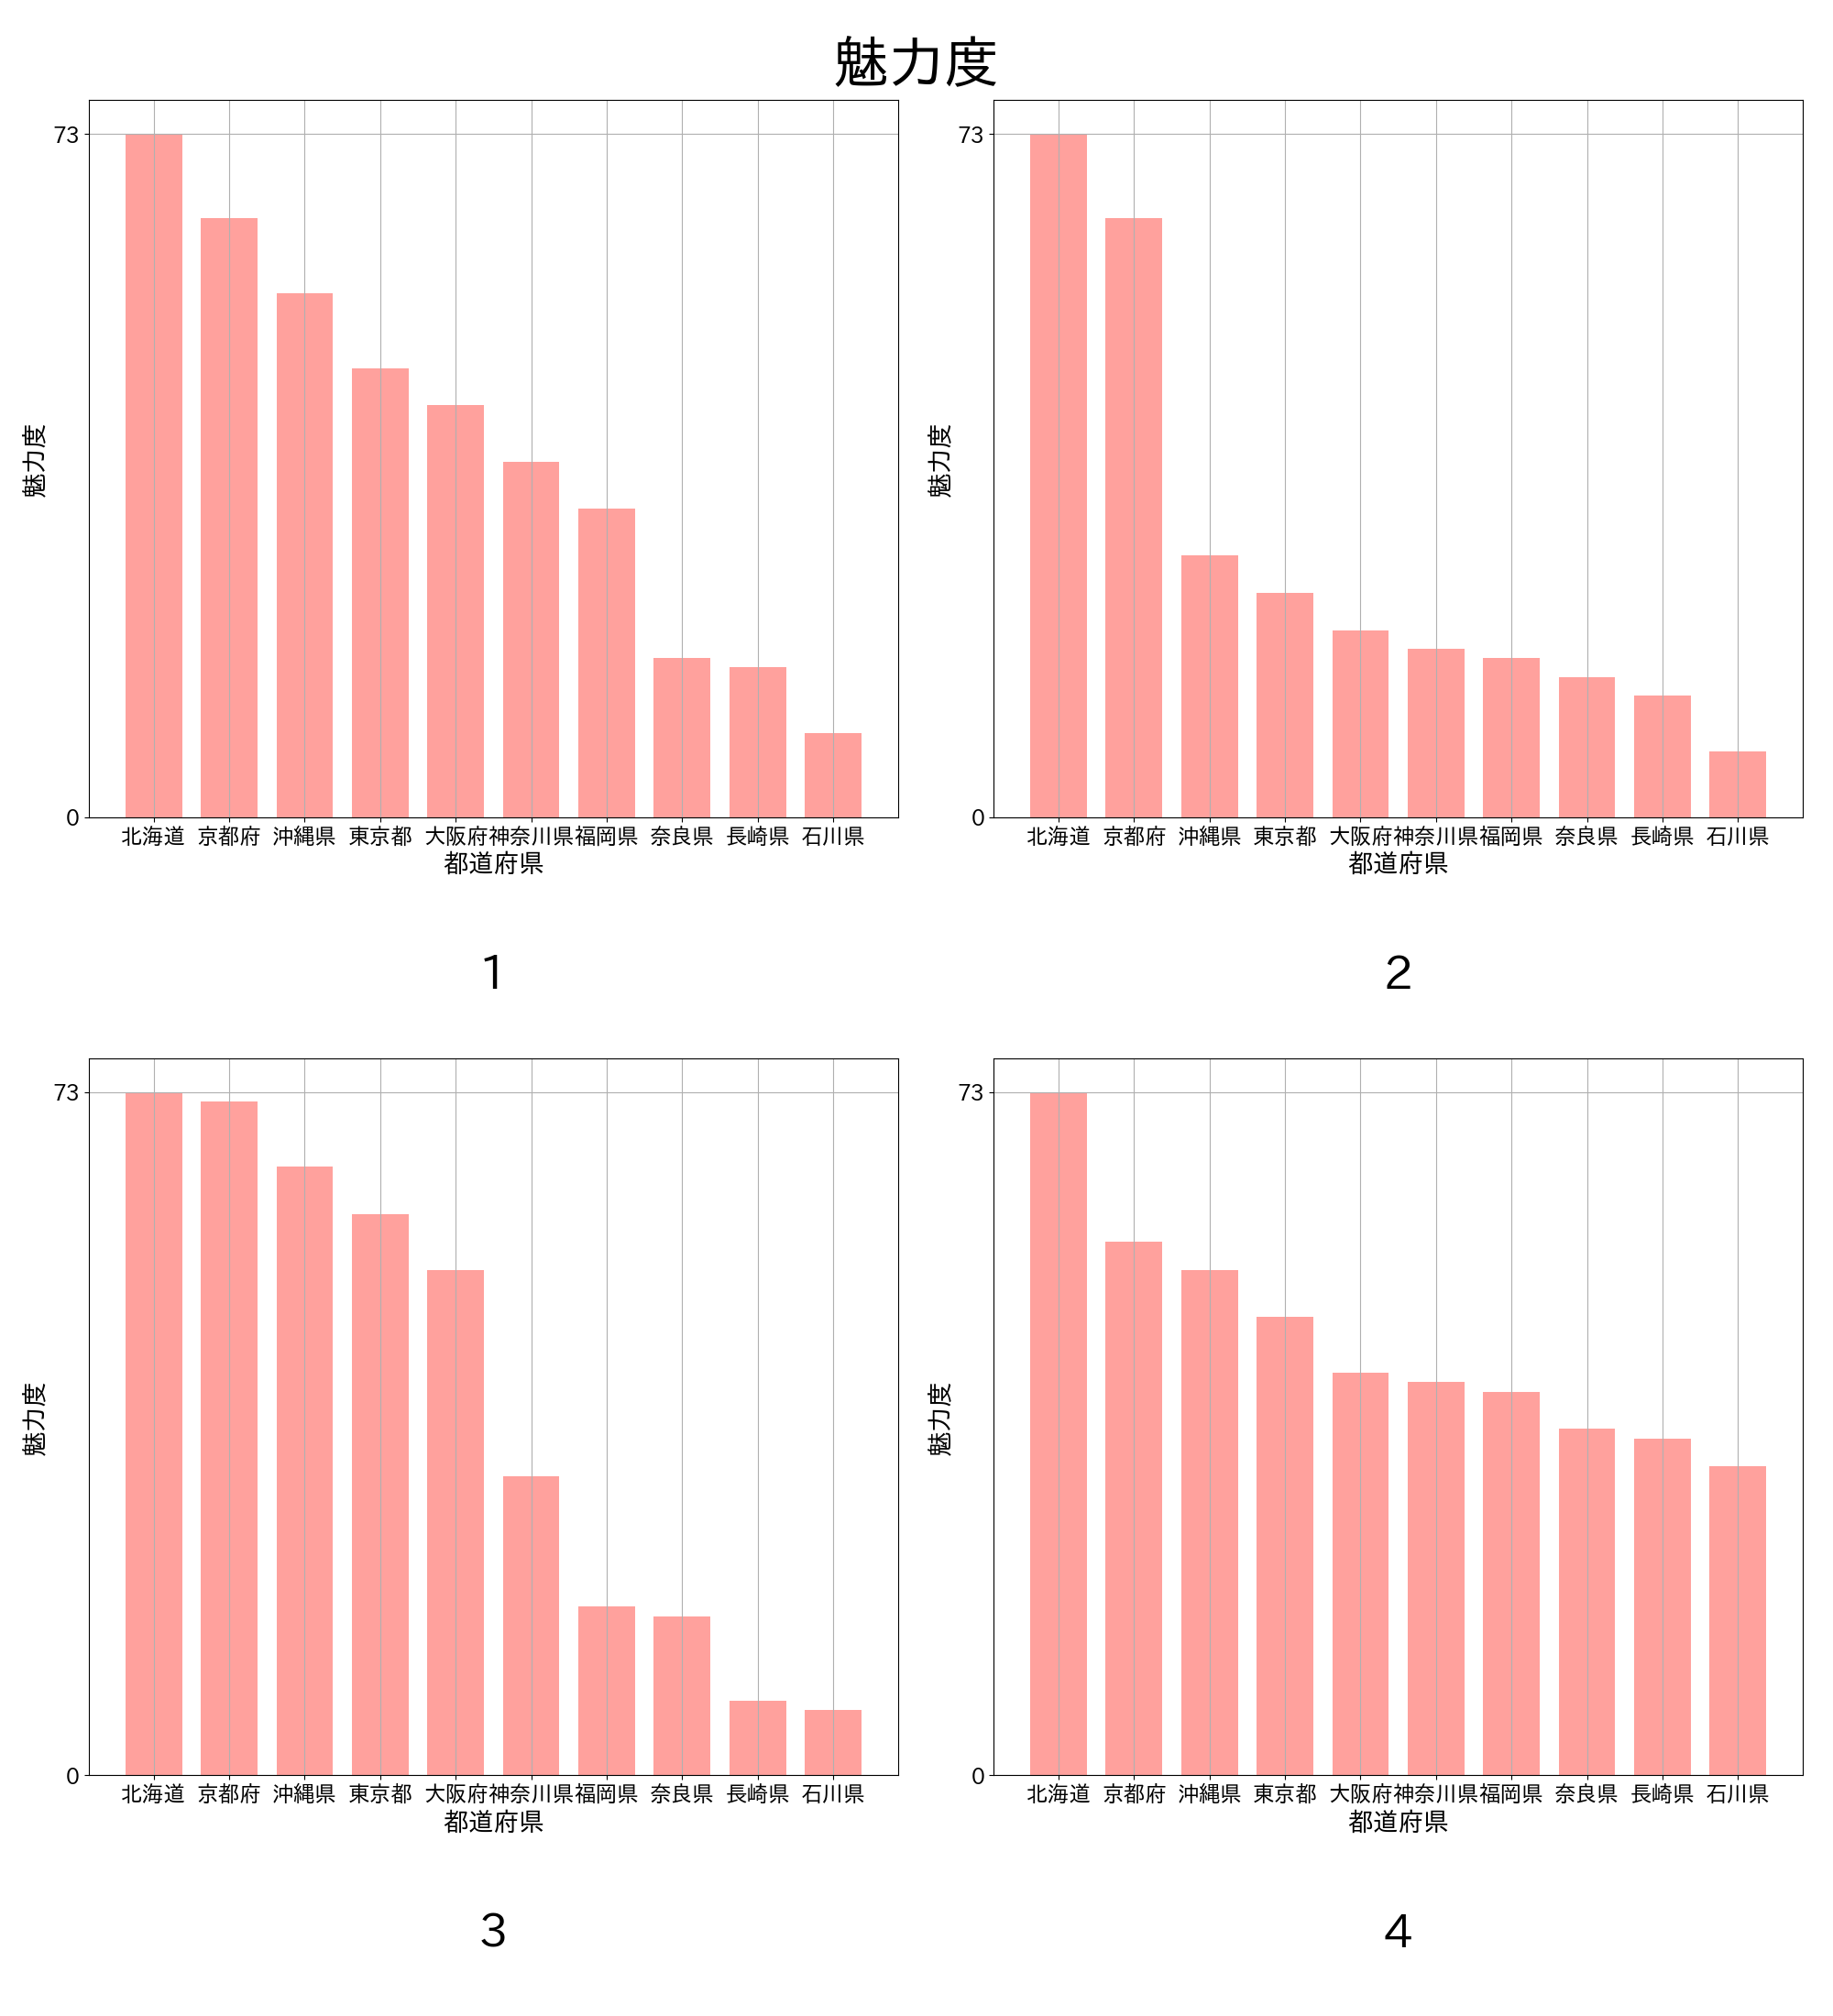 魅力度
73
魅力度
0
北海道 京都府 沖縄県 東京都 大阪府 神奈川県 福岡県 奈良県 長崎県 石川県
都道府県
1
73
魅力度
0
北海道 京都府 沖縄県 東京都 大阪府 神奈川県 福岡県 奈良県 長崎県 石川県
都道府県
2
73
魅力度
0
北海道 京都府 沖縄県 東京都 大阪府 神奈川県 福岡県 奈良県 長崎県 石川県
都道府県
3
73
魅力度
0
北海道 京都府 沖縄県 東京都 大阪府 神奈川県 福岡県 奈良県 長崎県 石川県
都道府県
4